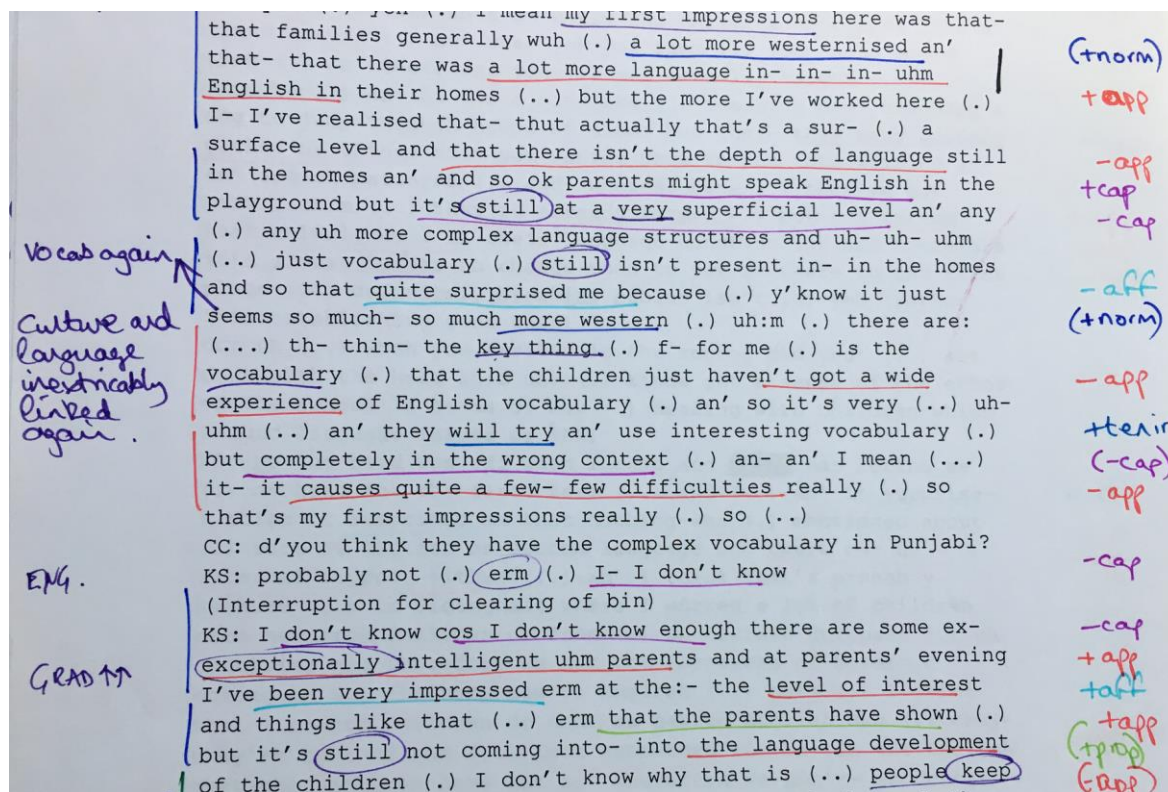 (.) I mean my first impressions here was that-
that families generally wuh (.) a lot more westernised an'
(+norm)
that- that there was a lot more language in- in- in- uhm
English in their homes (..) but the more I've worked here (.)
+app
I- I've realised that- thut actually that's a sur- (.) a
surface level and that there isn't the depth of language still
-app
in the homes an' and so ok parents might speak English in the
+cap
playground but it's still at a very superficial level an' any
-cap
(.) any uh more complex language structures and uh- uh- uhm
Vocab again
(..) just vocabulary (.) still isn't present in- in the homes
and so that quite surprised me because (.) y'know it just
-aff
Culture and
language
inextricably
linked
again.
seems so much- so much more western (.) uh:m (.) there are:
(+norm)
(...) th- thin- the key thing (.) f- for me (.) is the
vocabulary (.) that the children just haven't got a wide
-app
experience of English vocabulary (.) an' so it's very (..) uh-
uhm (..) an' they will try an' use interesting vocabulary (.)
+tenir
but completely in the wrong context (.) an- an' I mean (...)
(-cap)
it- it causes quite a few- few difficulties really (.) so
-app
that's my first impressions really (.) so (..)
CC: d'you think they have the complex vocabulary in Punjabi?
ENG.
KS: probably not (.) erm (.) I- I don't know
-cap
(Interruption for clearing of bin)
KS: I don't know cos I don't know enough there are some ex-
-cap
GRAD ↑↑
exceptionally intelligent uhm parents and at parents' evening
+app
I've been very impressed erm at the:- the level of interest
+aff
and things like that (..) erm that the parents have shown (.)
+app
(+prop)
but it's still not coming into- into the language development
(-app)
of the children (.) I don't know why that is (..) people keep